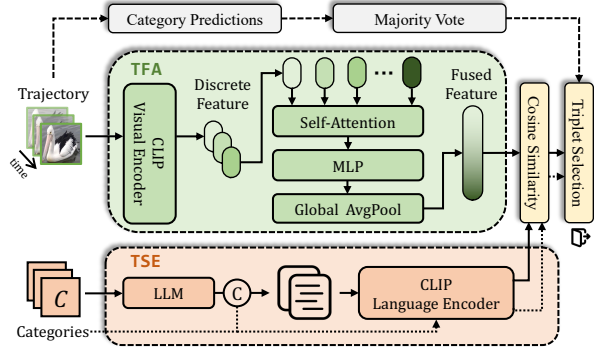 Category Predictions
Majority Vote
TFA
Trajectory
time
CLIP
Visual Encoder
Discrete
Feature
...
Self-Attention
MLP
Global AvgPool
Fused
Feature
Cosine Similarity
Triplet Selection
TSE
C
Categories
LLM
C
CLIP
Language Encoder